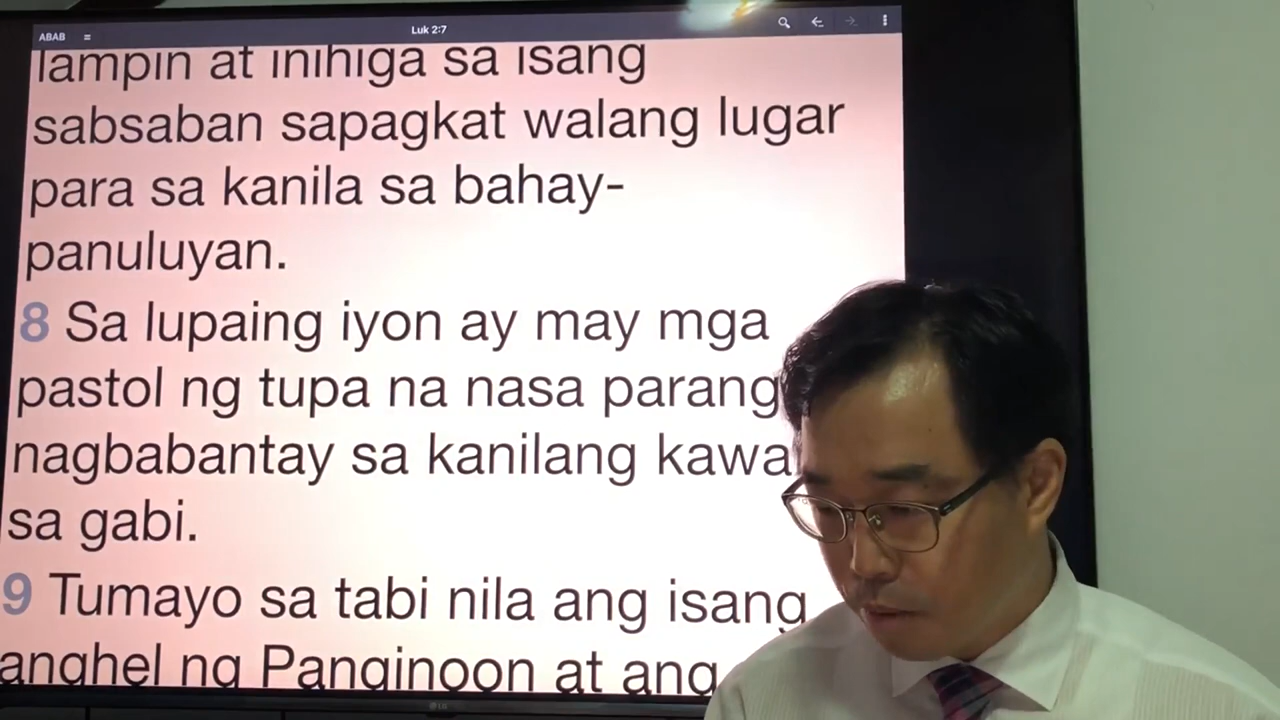 ABAB
Luk 2:7
lampin at inihiga sa isang
sabsaban sapagkat walang lugar
para sa kanila sa bahay-
panuluyan.
8 Sa lupaing iyon ay may mga
pastol ng tupa na nasa parang
nagbabantay sa kanilang
sa gabi.
9 Tumayo sa tabi nila ang isang
anghel ng Panginoon at ang
LG